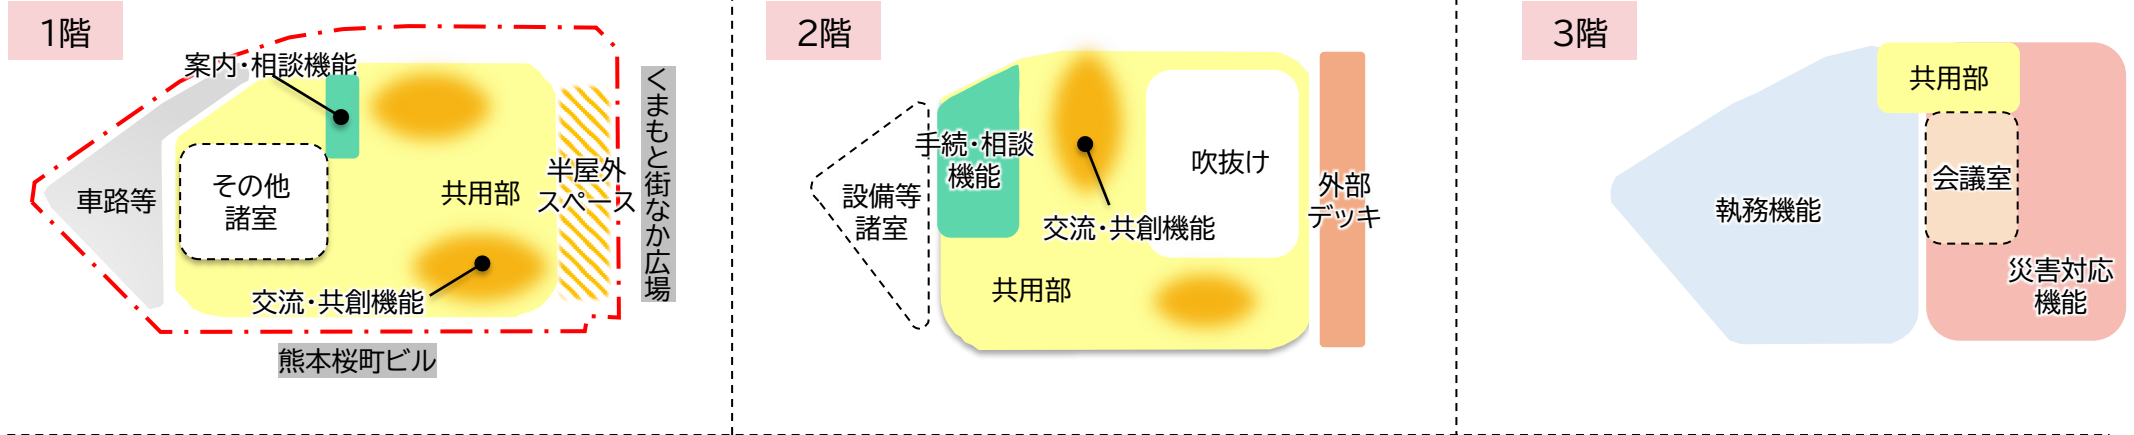 1階
案内・相談機能
車路等
その他
諸室
共用部
半屋外
スペース
交流・共創機能
くまもと街なか広場
熊本桜町ビル
2階
手続・相談
機能
設備等
諸室
吹抜け
交流・共創機能
共用部
外部
デッキ
3階
共用部
会議室
執務機能
災害対応
機能